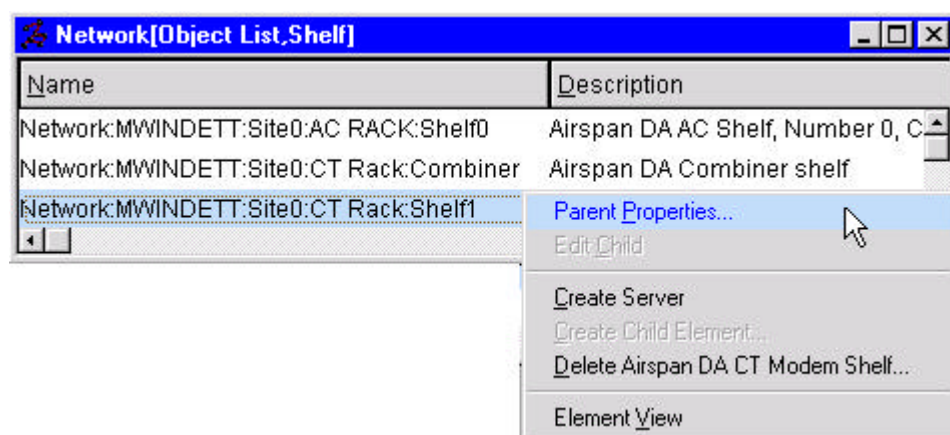 Network[Object List,Shelf]
Name Description
Network:MWINDETT:Site0:AC RACK:Shelf0 Airspan DA AC Shelf, Number 0, C
Network:MWINDETT:Site0:CT Rack:Combiner Airspan DA Combiner shelf
Network:MWINDETT:Site0:CT Rack:Shelf1
Parent Properties...
Edit Child
Create Server
Create Child Element...
Delete Airspan DA CT Modem Shelf...
Element View